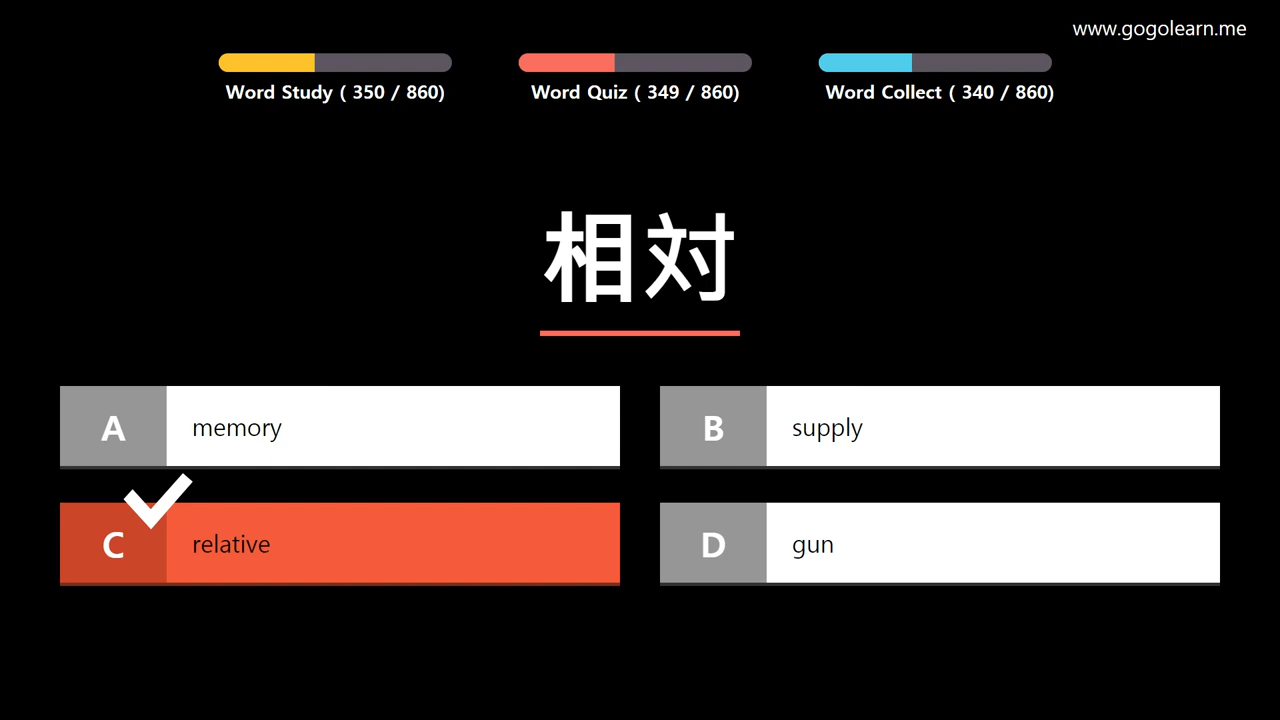 www.gogolearn.me
Word Study ( 350 / 860)
Word Quiz ( 349 / 860)
Word Collect ( 340 / 860)
相対
A memory
B supply
C relative
D gun